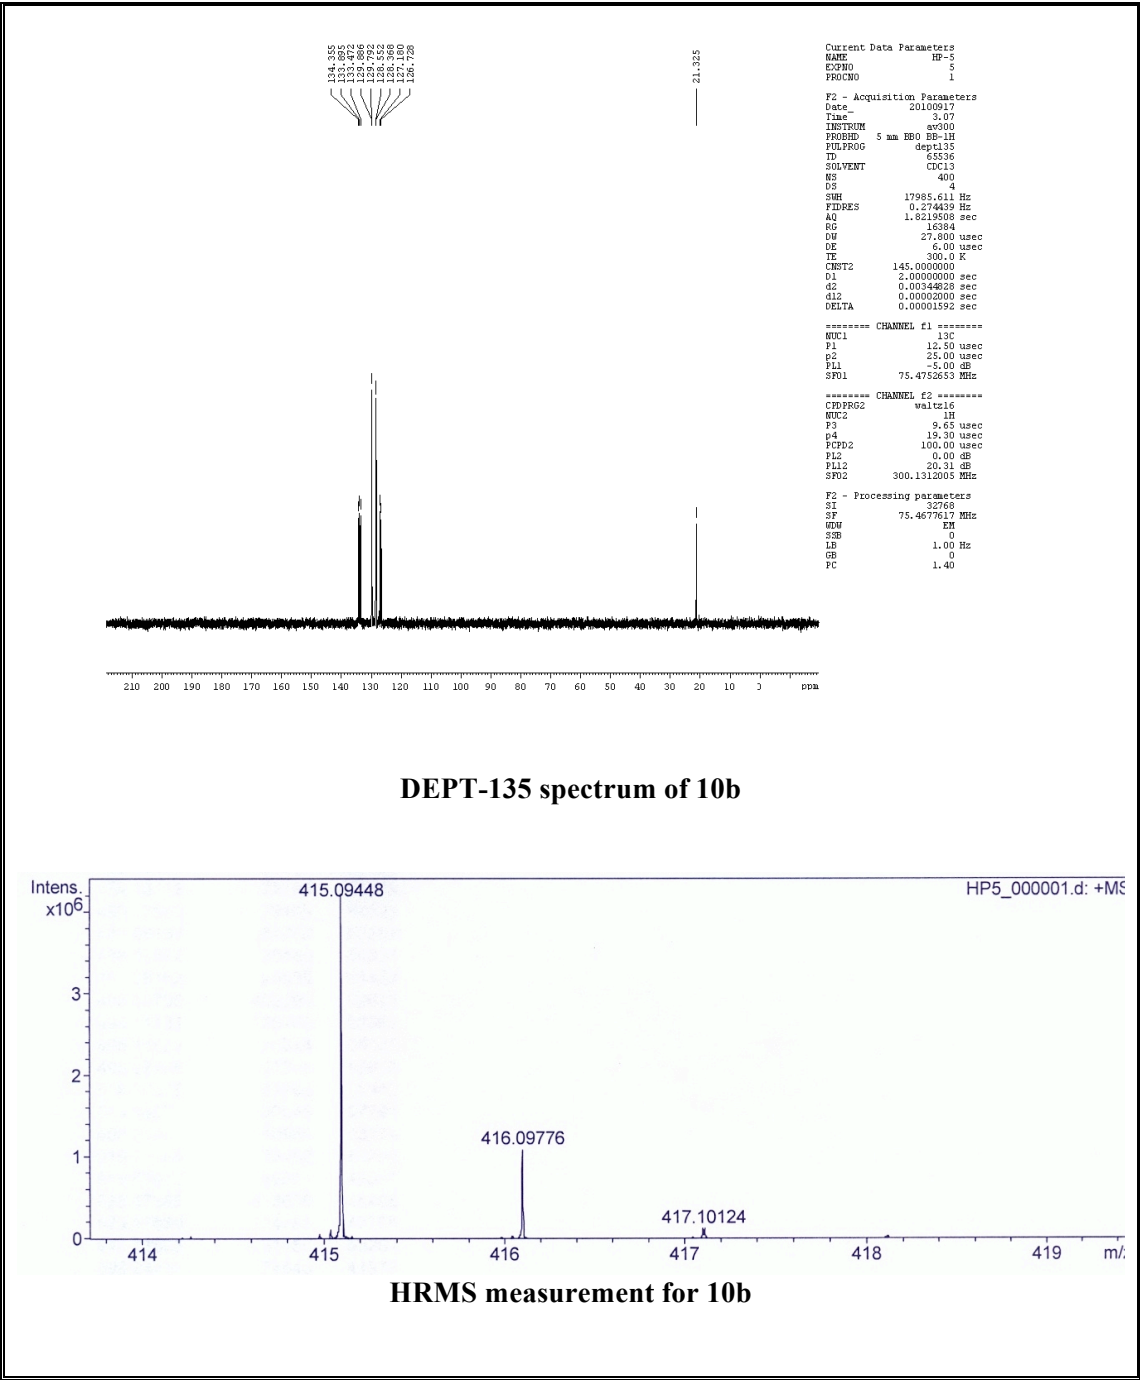 134.355
133.895
133.472
129.886
129.792
128.552
128.368
127.180
126.728
21.325
Current Data Parameters
NAME HP-5
EXPNO 5
PROCNO 1
F2 - Acquisition Parameters
Date_ 20100917
Time 3.07
INSTRUM av300
PROBHD 5 mm BBO BB-1H
PULPROG dept135
TD 65536
SOLVENT CDCl3
NS 400
DS 4
SWH 17985.611 Hz
FIDRES 0.274439 Hz
AQ 1.8219508 sec
RG 16384
DW 27.800 usec
DE 6.00 usec
TE 300.0 K
CNST2 145.0000000
D1 2.00000000 sec
d2 0.00344828 sec
d12 0.00002000 sec
DELTA 0.00001592 sec
======== CHANNEL f1 ========
NUC1 13C
P1 12.50 usec
p2 25.00 usec
PL1 -5.00 dB
SFO1 75.4752653 MHz
======== CHANNEL f2 ========
CPDPRG2 waltz16
NUC2 1H
P3 9.65 usec
p4 19.30 usec
PCPD2 100.00 usec
PL2 0.00 dB
PL12 20.31 dB
SFO2 300.1312005 MHz
F2 - Processing parameters
SI 32768
SF 75.4677617 MHz
WDW EM
SSB 0
LB 1.00 Hz
GB 0
PC 1.40
210 200 190 180 170 160 150 140 130 120 110 100 90 80 70 60 50 40 30 20 10 0 ppm
DEPT-135 spectrum of 10b
Intens.
x10⁶
HP5_000001.d: +MS
415.09448
3
2
416.09776
1
417.10124
0
414 415 416 417 418 419 m/z
HRMS measurement for 10b